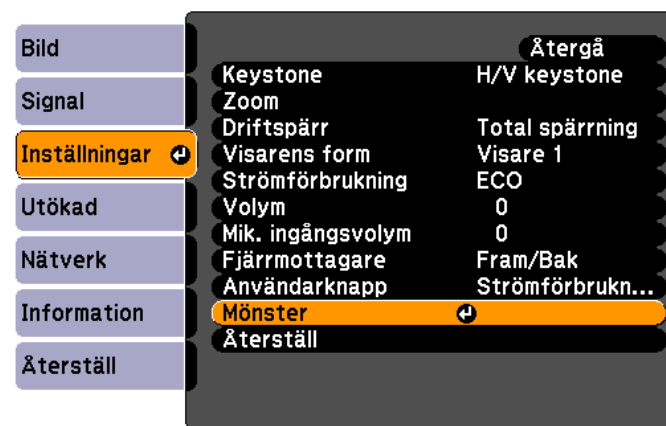 Bild
Signal
Inställningar
Utökad
Nätverk
Information
Återställ
Återgå
Keystone H/V keystone
Zoom
Driftspärr Total spärrning
Visarens form Visare 1
Strömförbrukning ECO
Volym 0
Mik. ingångsvolym 0
Fjärrmottagare Fram/Bak
Användarknapp Strömförbrukn...
Mönster
Återställ